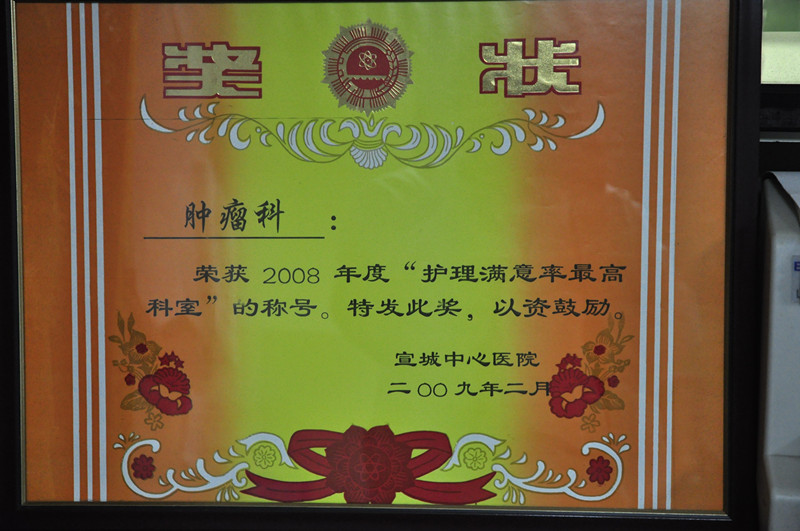 奖 状
肿瘤科：
荣获 2008 年度“护理满意率最高
科室”的称号。特发此奖，以资鼓励。
宣城中心医院
二OO九年二月